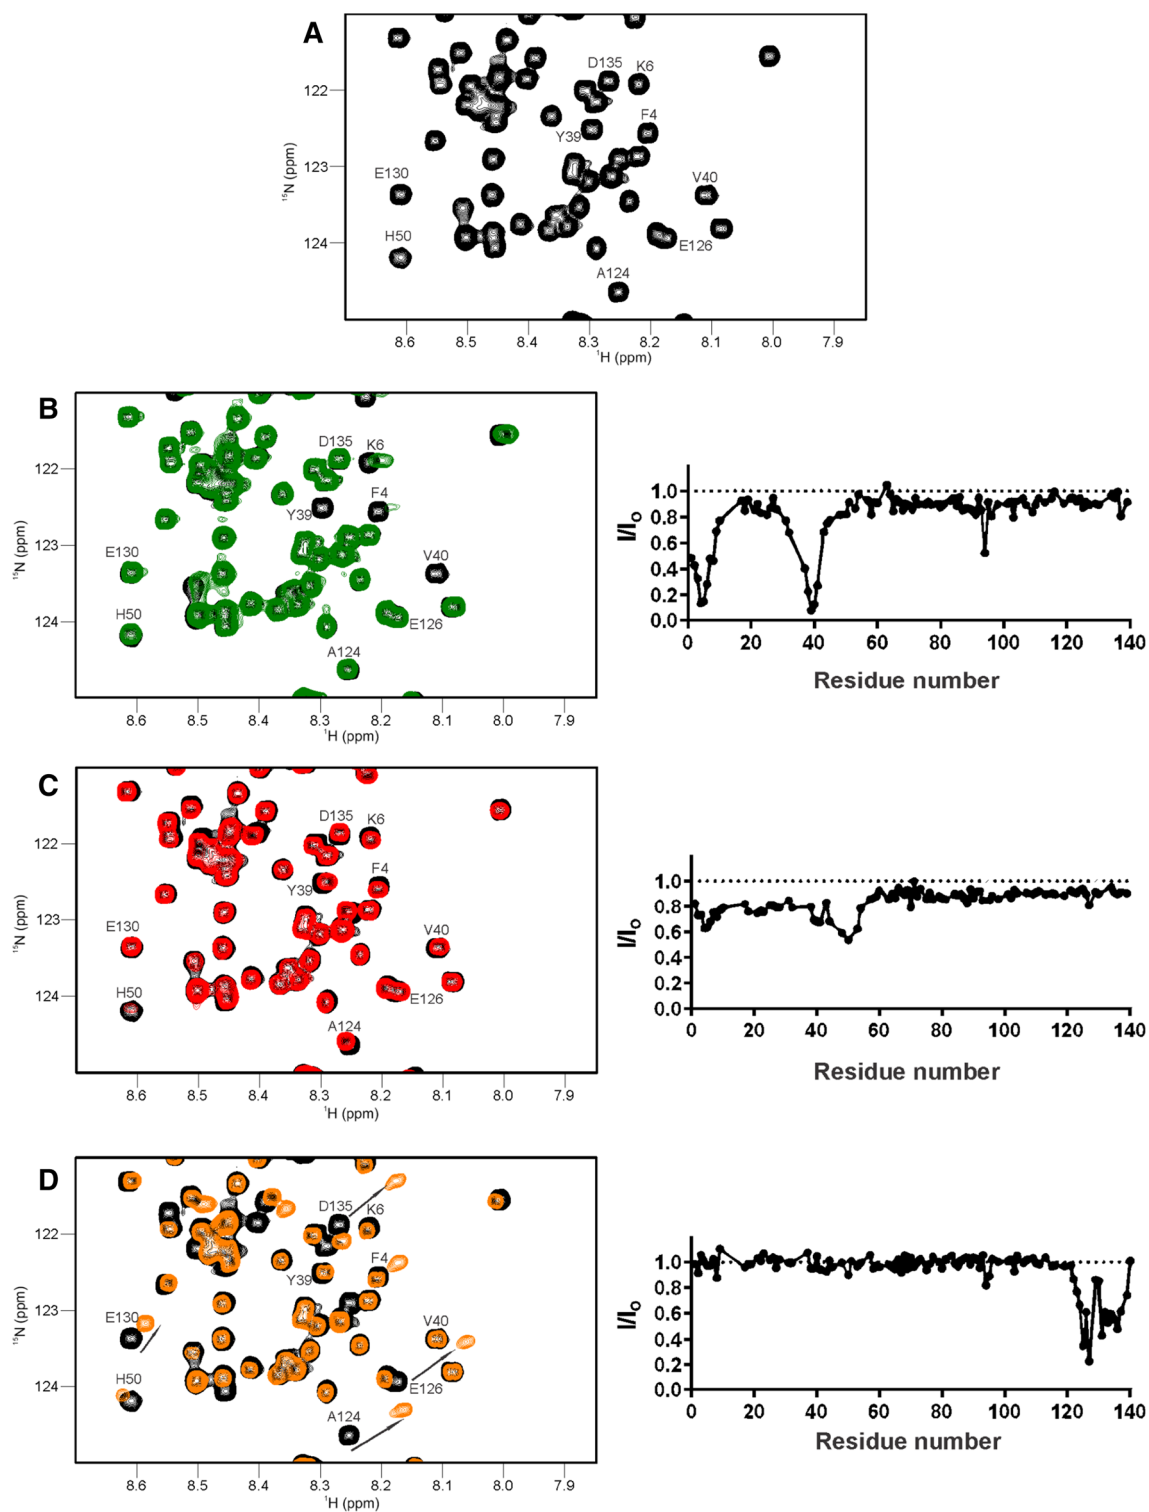 A
D135 K6
122
F4
Y39
¹⁵N (ppm)
123
E130 V40
H50 E126
124
A124
8.6 8.5 8.4 8.3 8.2 8.1 8.0 7.9
¹H (ppm)
B
D135 K6
122
F4
Y39
¹⁵N (ppm)
123
E130 V40
H50 E126
124
A124
8.6 8.5 8.4 8.3 8.2 8.1 8.0 7.9
¹H (ppm)
1.0
0.8
0.6
0.4
0.2
0.0
I/I₀
0 20 40 60 80 100 120 140
Residue number
C
D135 K6
122
F4
Y39
¹⁵N (ppm)
123
E130 V40
H50 E126
124
A124
8.6 8.5 8.4 8.3 8.2 8.1 8.0 7.9
¹H (ppm)
1.0
0.8
0.6
0.4
0.2
0.0
I/I₀
0 20 40 60 80 100 120 140
Residue number
D
D135 K6
122
F4
Y39
¹⁵N (ppm)
123
E130 V40
H50 E126
124
A124
8.6 8.5 8.4 8.3 8.2 8.1 8.0 7.9
¹H (ppm)
1.0
0.8
0.6
0.4
0.2
0.0
I/I₀
0 20 40 60 80 100 120 140
Residue number